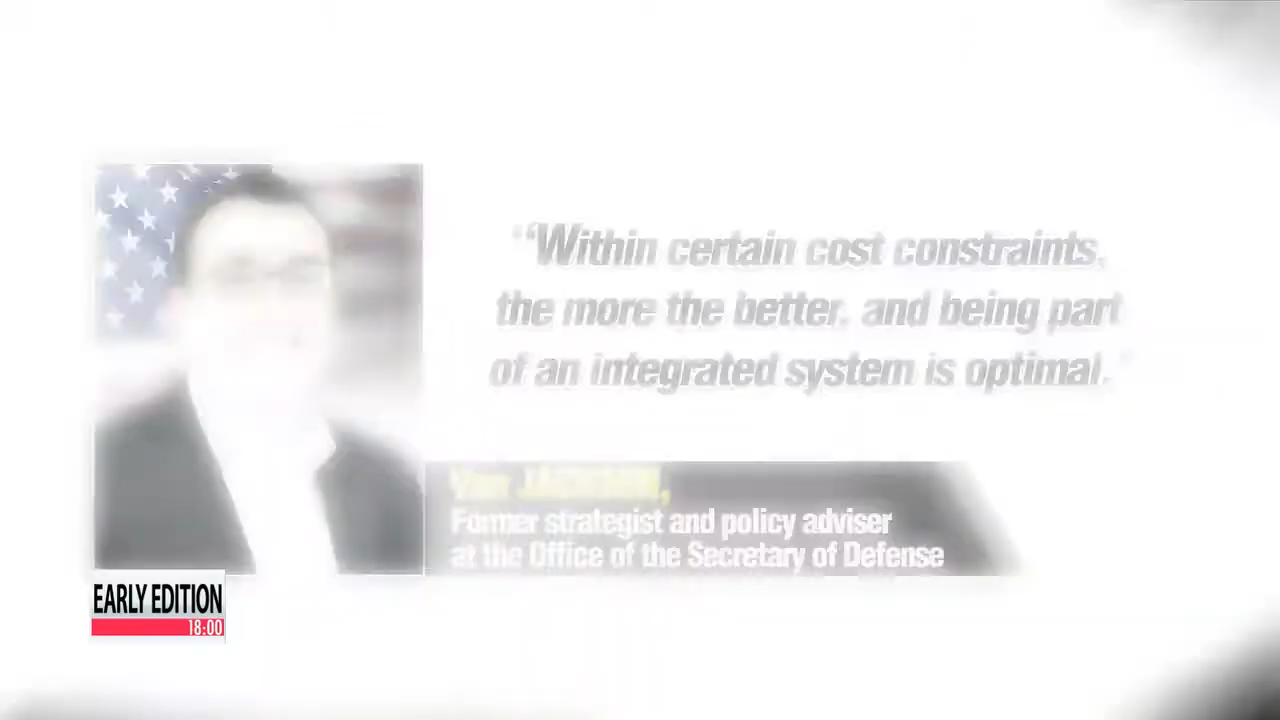 “Within certain cost constraints,
the more the better, and being part
of an integrated system is optimal.”
Former strategist and policy adviser
at the Office of the Secretary of Defense
EARLY EDITION
18:00